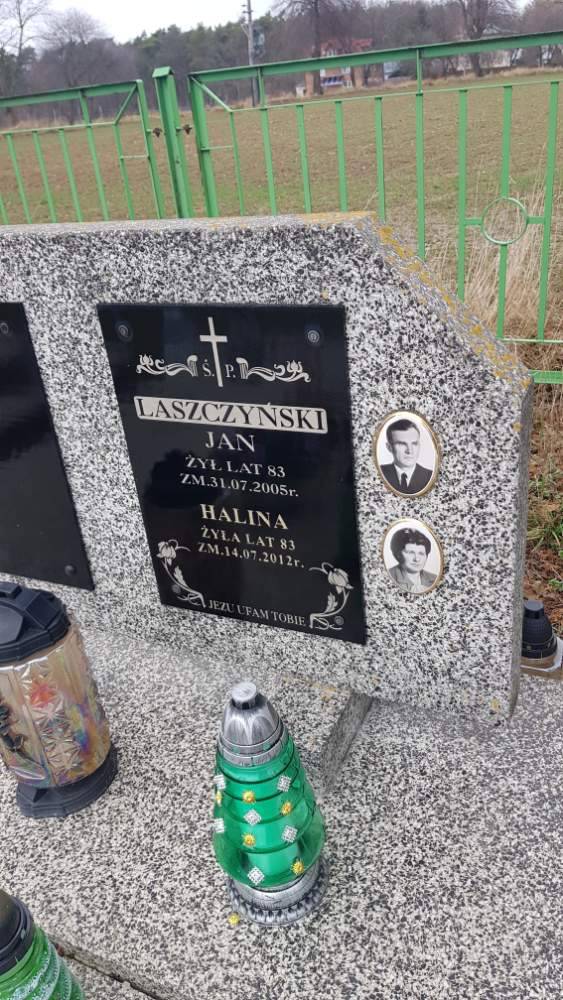 Ś. P.
LASZCZYŃSKI
JAN
ŻYŁ LAT 83
ZM.31.07.2005r.
HALINA
ŻYŁA LAT 83
ZM.14.07.2012r.
JEZU UFAM TOBIE